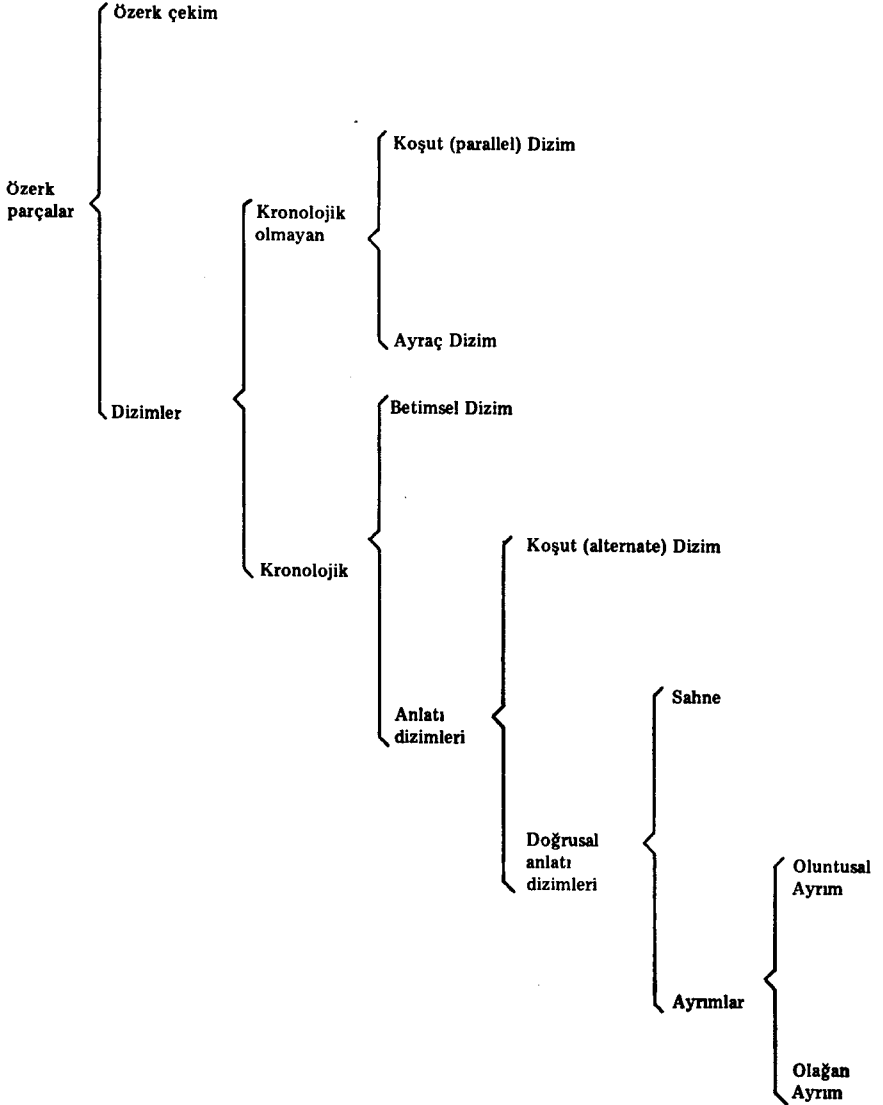 Özerk çekim
Koşut (parallel) Dizim
Özerk
parçalar
Kronolojik
olmayan
Ayraç Dizim
Betimsel Dizim
Dizimler
Koşut (alternate) Dizim
Kronolojik
Sahne
Anlatı
dizimleri
Doğrusal
anlatı
dizimleri
Oluntusal
Ayrım
Ayrımlar
Olağan
Ayrım